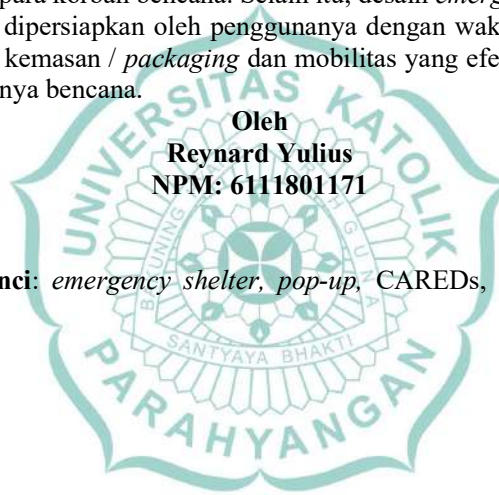 para korban bencana. Selain itu, desain emerg
dipersiapkan oleh penggunanya dengan wak
kemasan / packaging dan mobilitas yang efe
nya bencana.
Oleh
Reynard Yulius
NPM: 6111801171
nci: emergency shelter, pop-up, CAREDs,
UNIVERSITAS KATOLIK
PARAHYANGAN
SANTYAYA BHAKTI